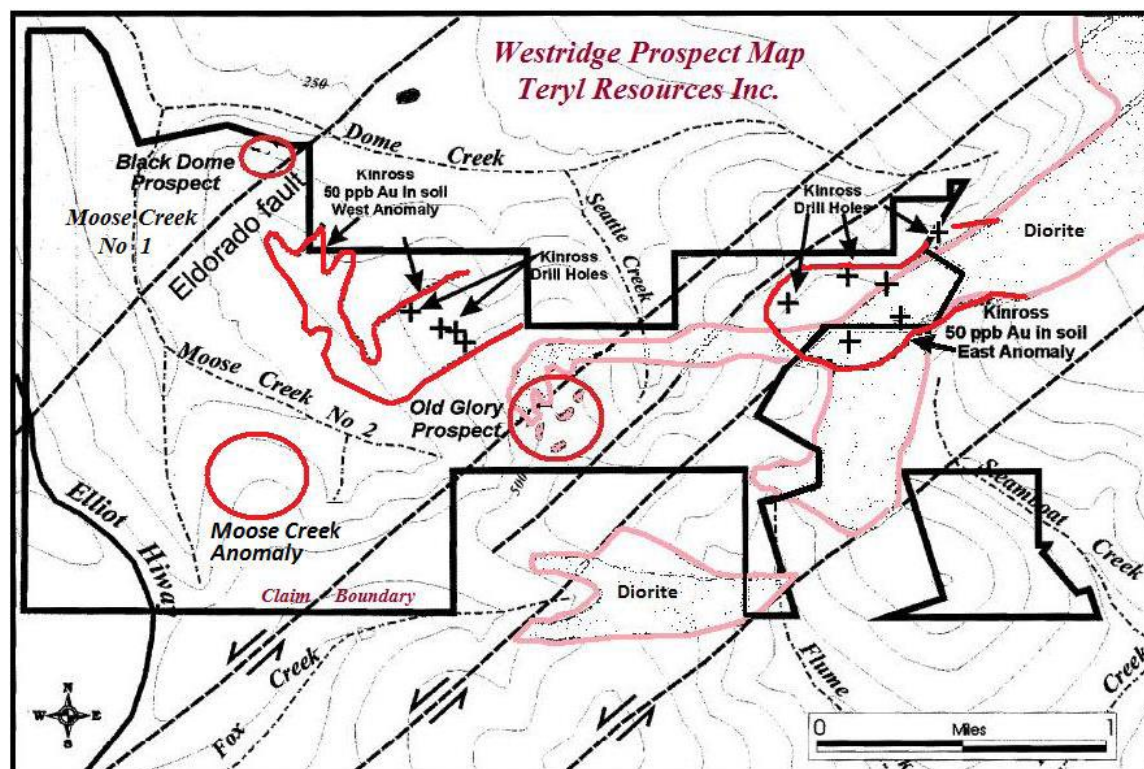 Westridge Prospect Map
Teryl Resources Inc.
250
Dome
Creek
Black Dome
Prospect
Moose Creek
No 1
Eldorado fault
Kinross
50 ppb Au in soil
West Anomaly
Seattle
Creek
Kinross
Drill Holes
Kinross
Drill Holes
Diorite
Kinross
50 ppb Au in soil
East Anomaly
Moose Creek No 2
Old Glory
Prospect
500
Moose Creek
Anomaly
Elliot
Hiway
Claim Boundary
Diorite
Seamboat
Creek
Fox
Creek
Flume
Creek
N
W E
S
0 1
Miles